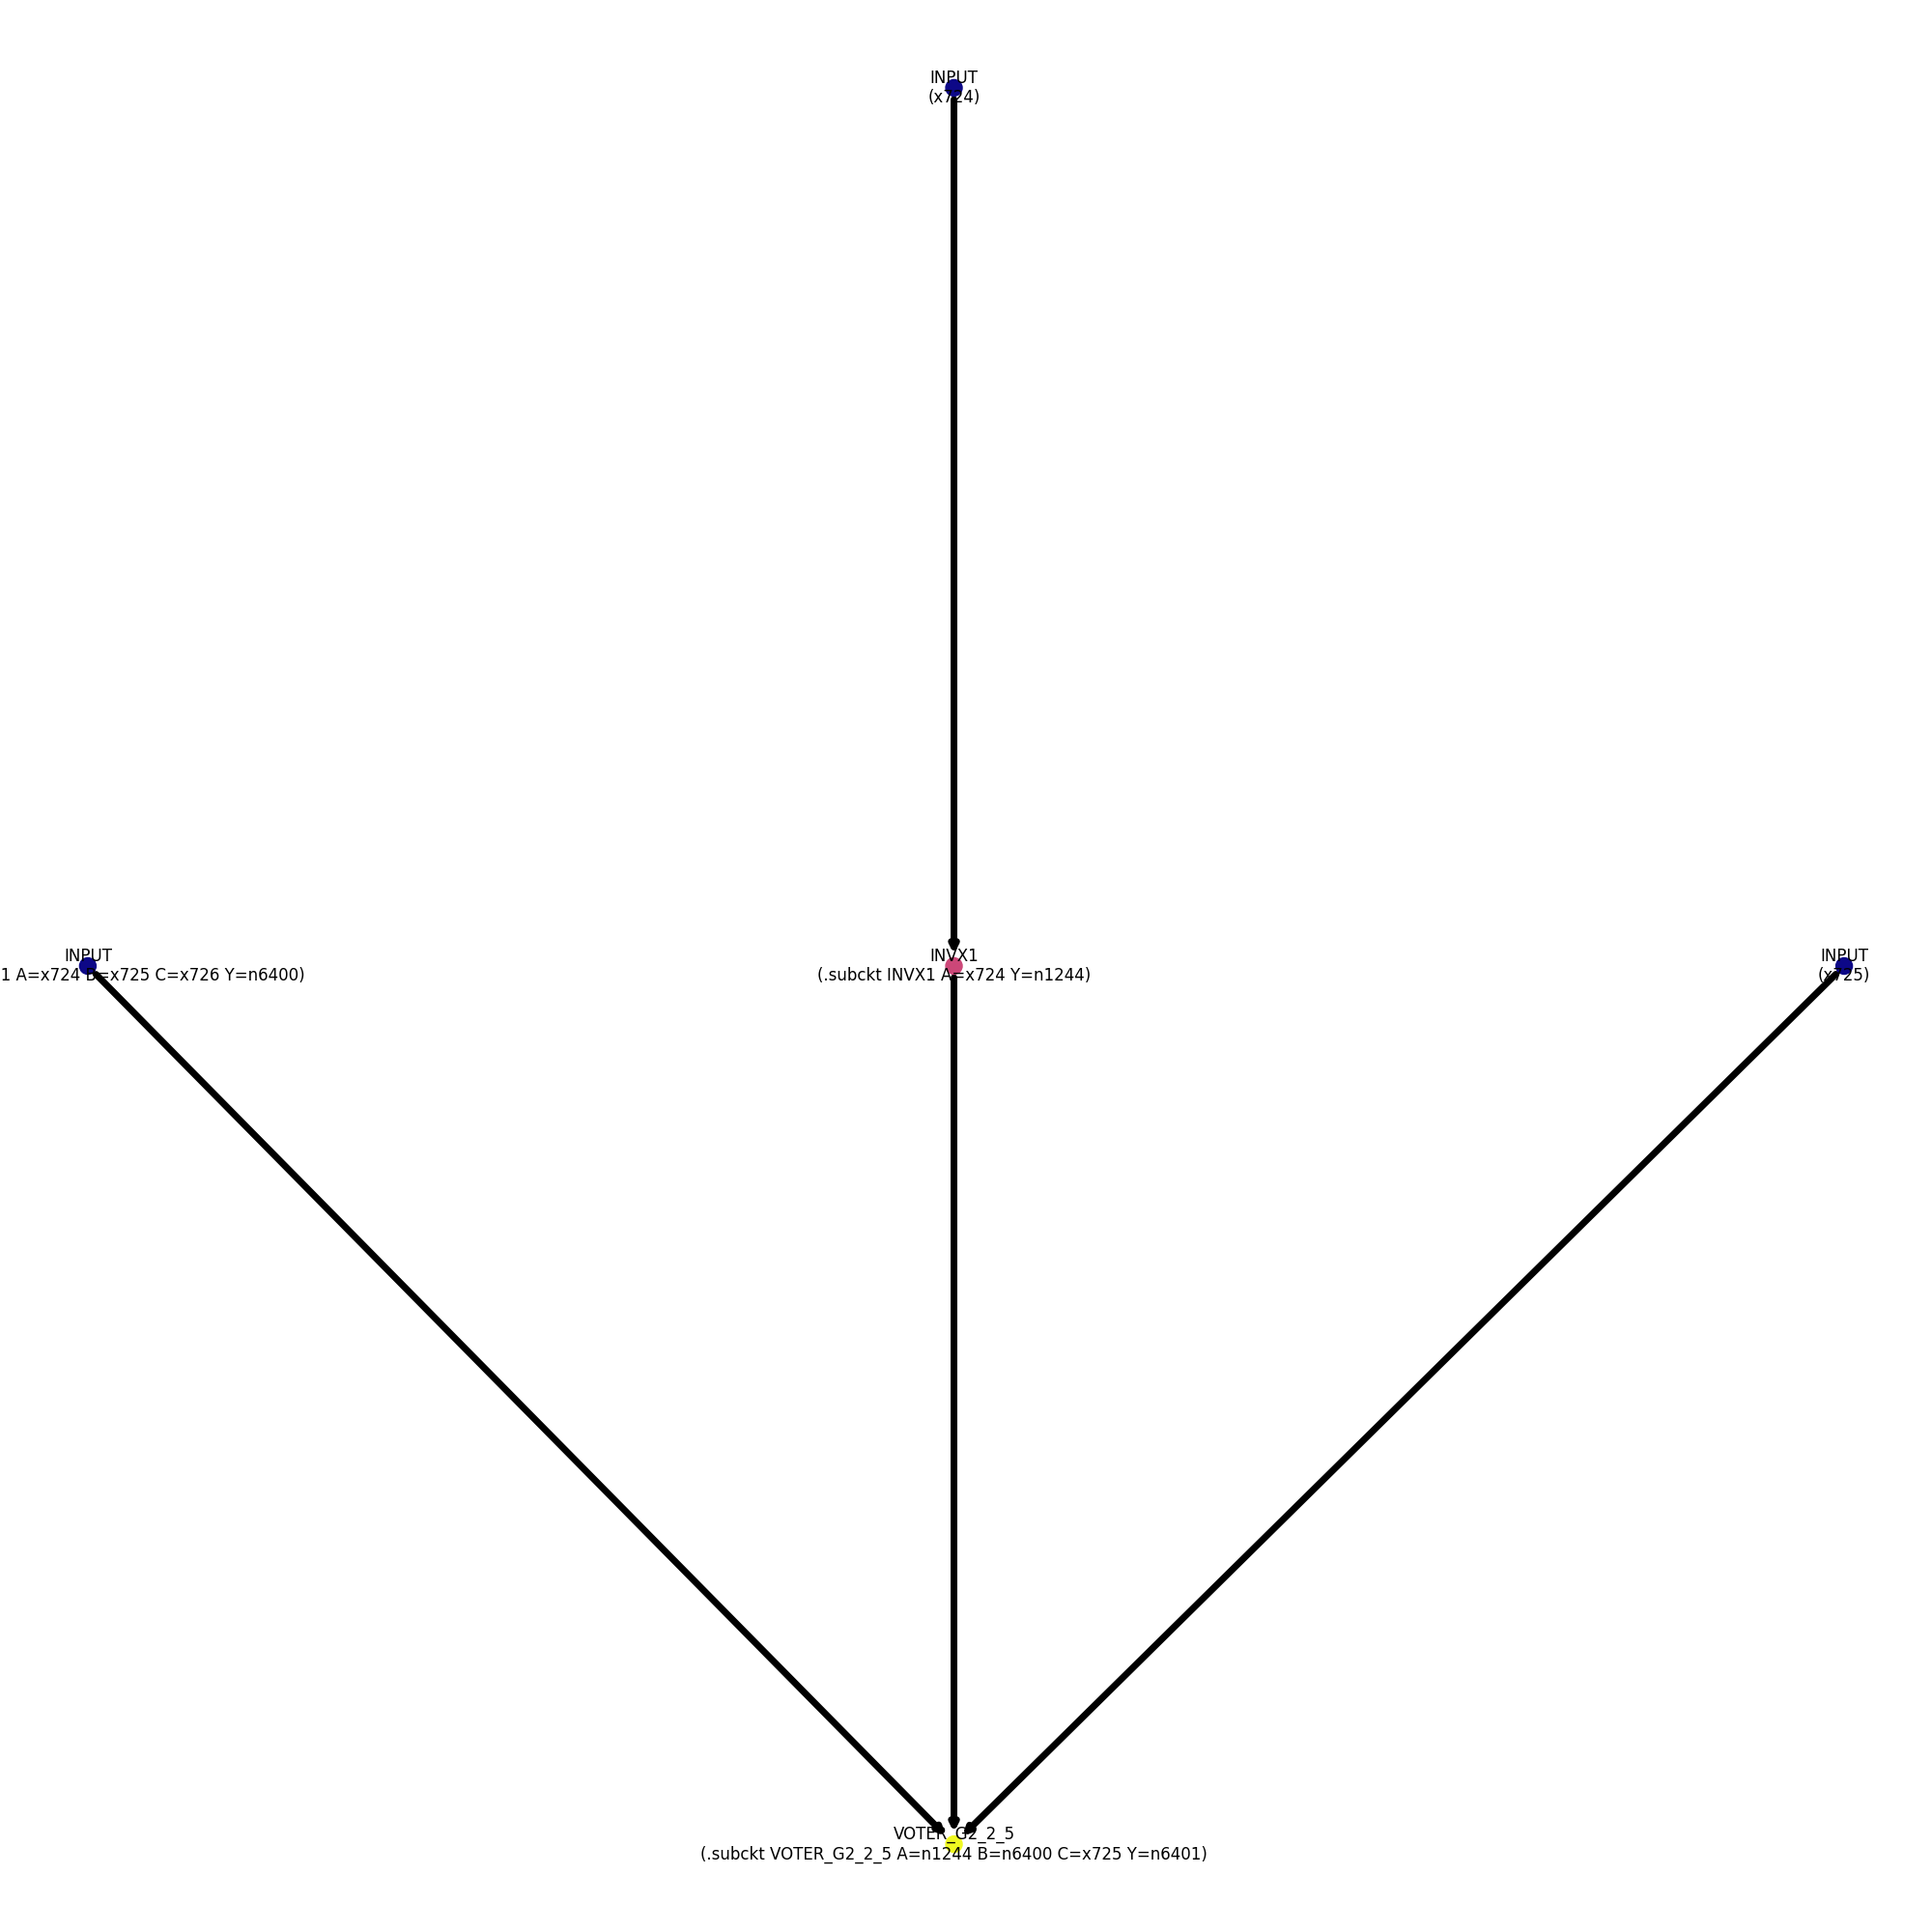 INPUT
(x724)
INPUT
1 A=x724 B=x725 C=x726 Y=n6400)
INVX1
(.subckt INVX1 A=x724 Y=n1244)
INPUT
(x725)
VOTER_G2_2_5
(.subckt VOTER_G2_2_5 A=n1244 B=n6400 C=x725 Y=n6401)